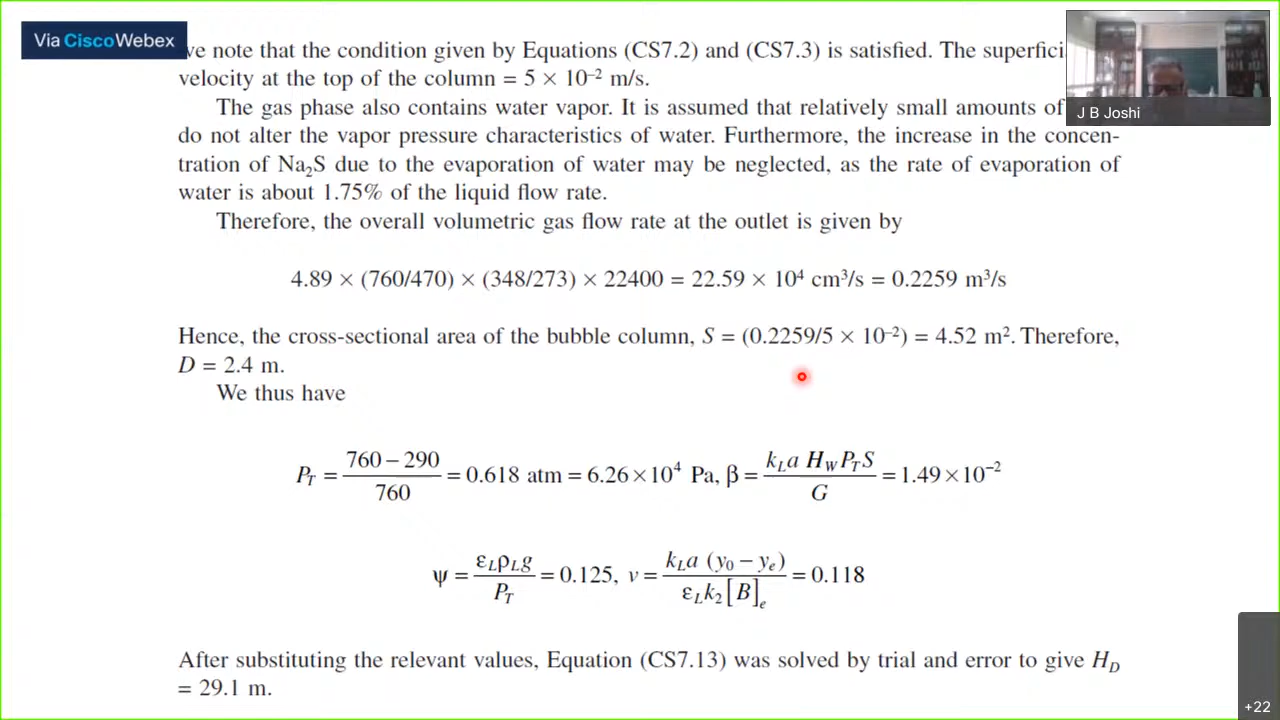 Via Cisco Webex
we note that the condition given by Equations (CS7.2) and (CS7.3) is satisfied. The superfici
velocity at the top of the column = 5 × 10⁻² m/s.
The gas phase also contains water vapor. It is assumed that relatively small amounts of
do not alter the vapor pressure characteristics of water. Furthermore, the increase in the concen-
tration of Na₂S due to the evaporation of water may be neglected, as the rate of evaporation of
water is about 1.75% of the liquid flow rate.
Therefore, the overall volumetric gas flow rate at the outlet is given by
4.89 × (760/470) × (348/273) × 22400 = 22.59 × 10⁴ cm³/s = 0.2259 m³/s
Hence, the cross-sectional area of the bubble column, S = (0.2259/5 × 10⁻²) = 4.52 m². Therefore,
D = 2.4 m.
We thus have
P_T = (760 – 290)/760 = 0.618 atm = 6.26 × 10⁴ Pa, β = (k_L a H_W P_T S)/G = 1.49 × 10⁻²
ψ = (ε_L ρ_L g)/P_T = 0.125, ν = (k_L a (y₀ – y_e))/(ε_L k₂ [B]_e) = 0.118
After substituting the relevant values, Equation (CS7.13) was solved by trial and error to give H_D
= 29.1 m.
J B Joshi
+22